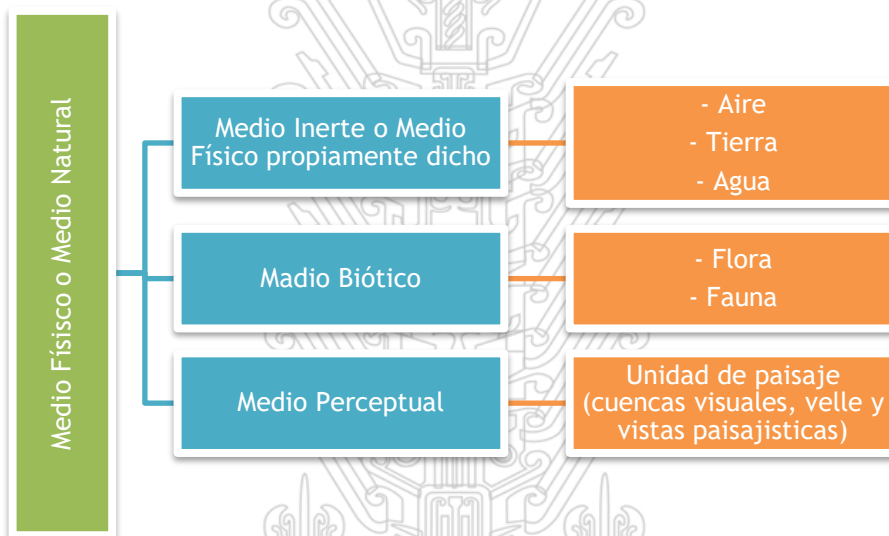 Medio Físisco o Medio Natural
Medio Inerte o Medio
Físico propiamente dicho
- Aire
- Tierra
- Agua
Madio Biótico
- Flora
- Fauna
Medio Perceptual
Unidad de paisaje
(cuencas visuales, velle y
vistas paisajisticas)